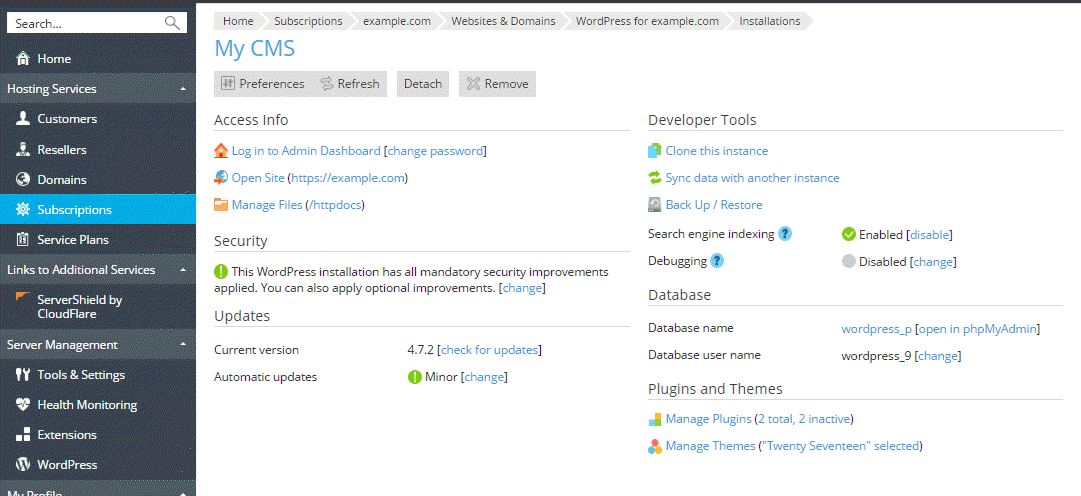 Search...
Home
Hosting Services
Customers
Resellers
Domains
Subscriptions
Service Plans
Links to Additional Services
ServerShield by
CloudFlare
Server Management
Tools & Settings
Health Monitoring
Extensions
WordPress
My Profile
Home Subscriptions example.com Websites & Domains WordPress for example.com Installations
My CMS
Preferences Refresh Detach Remove
Access Info
Log in to Admin Dashboard [change password]
Open Site (https://example.com)
Manage Files (/httpdocs)
Security
This WordPress installation has all mandatory security improvements
applied. You can also apply optional improvements. [change]
Updates
Current version 4.7.2 [check for updates]
Automatic updates Minor [change]
Developer Tools
Clone this instance
Sync data with another instance
Back Up / Restore
Search engine indexing ? Enabled [disable]
Debugging ? Disabled [change]
Database
Database name wordpress_p [open in phpMyAdmin]
Database user name wordpress_9 [change]
Plugins and Themes
Manage Plugins (2 total, 2 inactive)
Manage Themes ("Twenty Seventeen" selected)